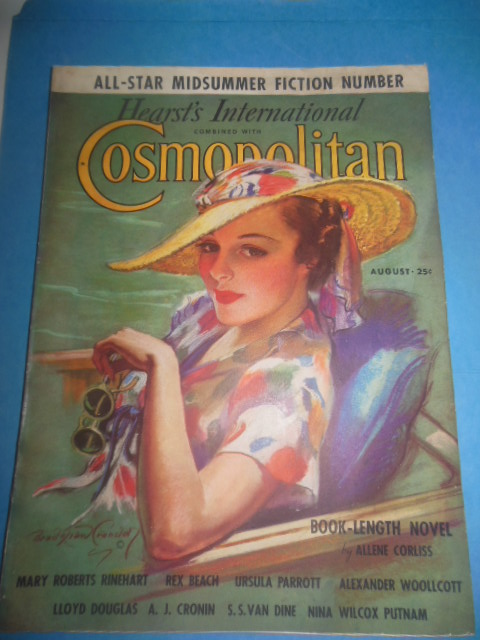 ALL-STAR MIDSUMMER FICTION NUMBER
Hearst's International
COMBINED WITH
Cosmopolitan
AUGUST · 25¢
BOOK-LENGTH NOVEL
by ALLENE CORLISS
MARY ROBERTS RINEHART REX BEACH URSULA PARROTT ALEXANDER WOOLLCOTT
LLOYD DOUGLAS A. J. CRONIN S. S. VAN DINE NINA WILCOX PUTNAM